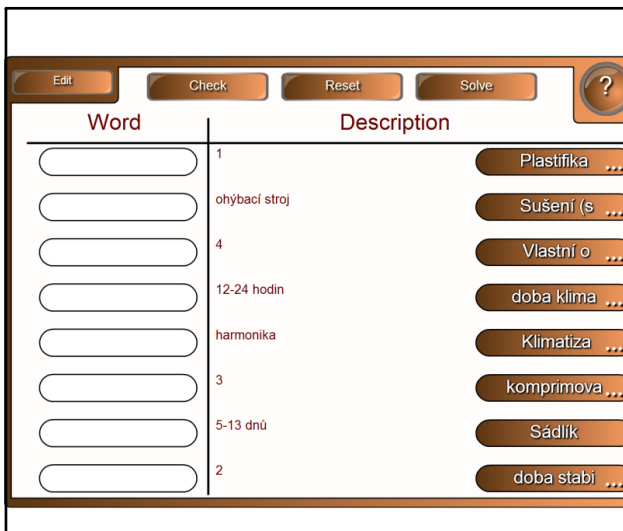 Edit
Check
Reset
Solve
?
Word
Description
1
Plastifika ...
ohýbací stroj
Sušení (s ...
4
Vlastní o ...
12-24 hodin
doba klima ...
harmonika
Klimatiza ...
3
komprimova...
5-13 dnů
Sádlík
2
doba stabi ...